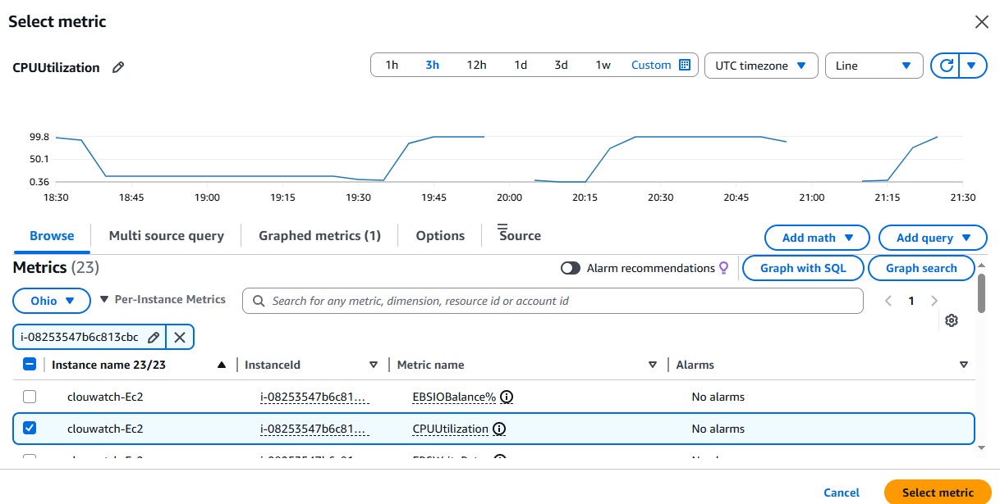 Select metric
CPUUtilization
1h 3h 12h 1d 3d 1w Custom UTC timezone Line
99.8
50.1
0.36
18:30 18:45 19:00 19:15 19:30 19:45 20:00 20:15 20:30 20:45 21:00 21:15 21:30
Browse Multi source query Graphed metrics (1) Options Source Add math Add query
Metrics (23) Alarm recommendations Graph with SQL Graph search
Ohio Per-Instance Metrics Search for any metric, dimension, resource id or account id 1
i-08253547b6c813cbc
Instance name 23/23 InstanceId Metric name Alarms
clouwatch-Ec2 i-08253547b6c81... EBSIOBalance% No alarms
clouwatch-Ec2 i-08253547b6c81... CPUUtilization No alarms
Cancel Select metric